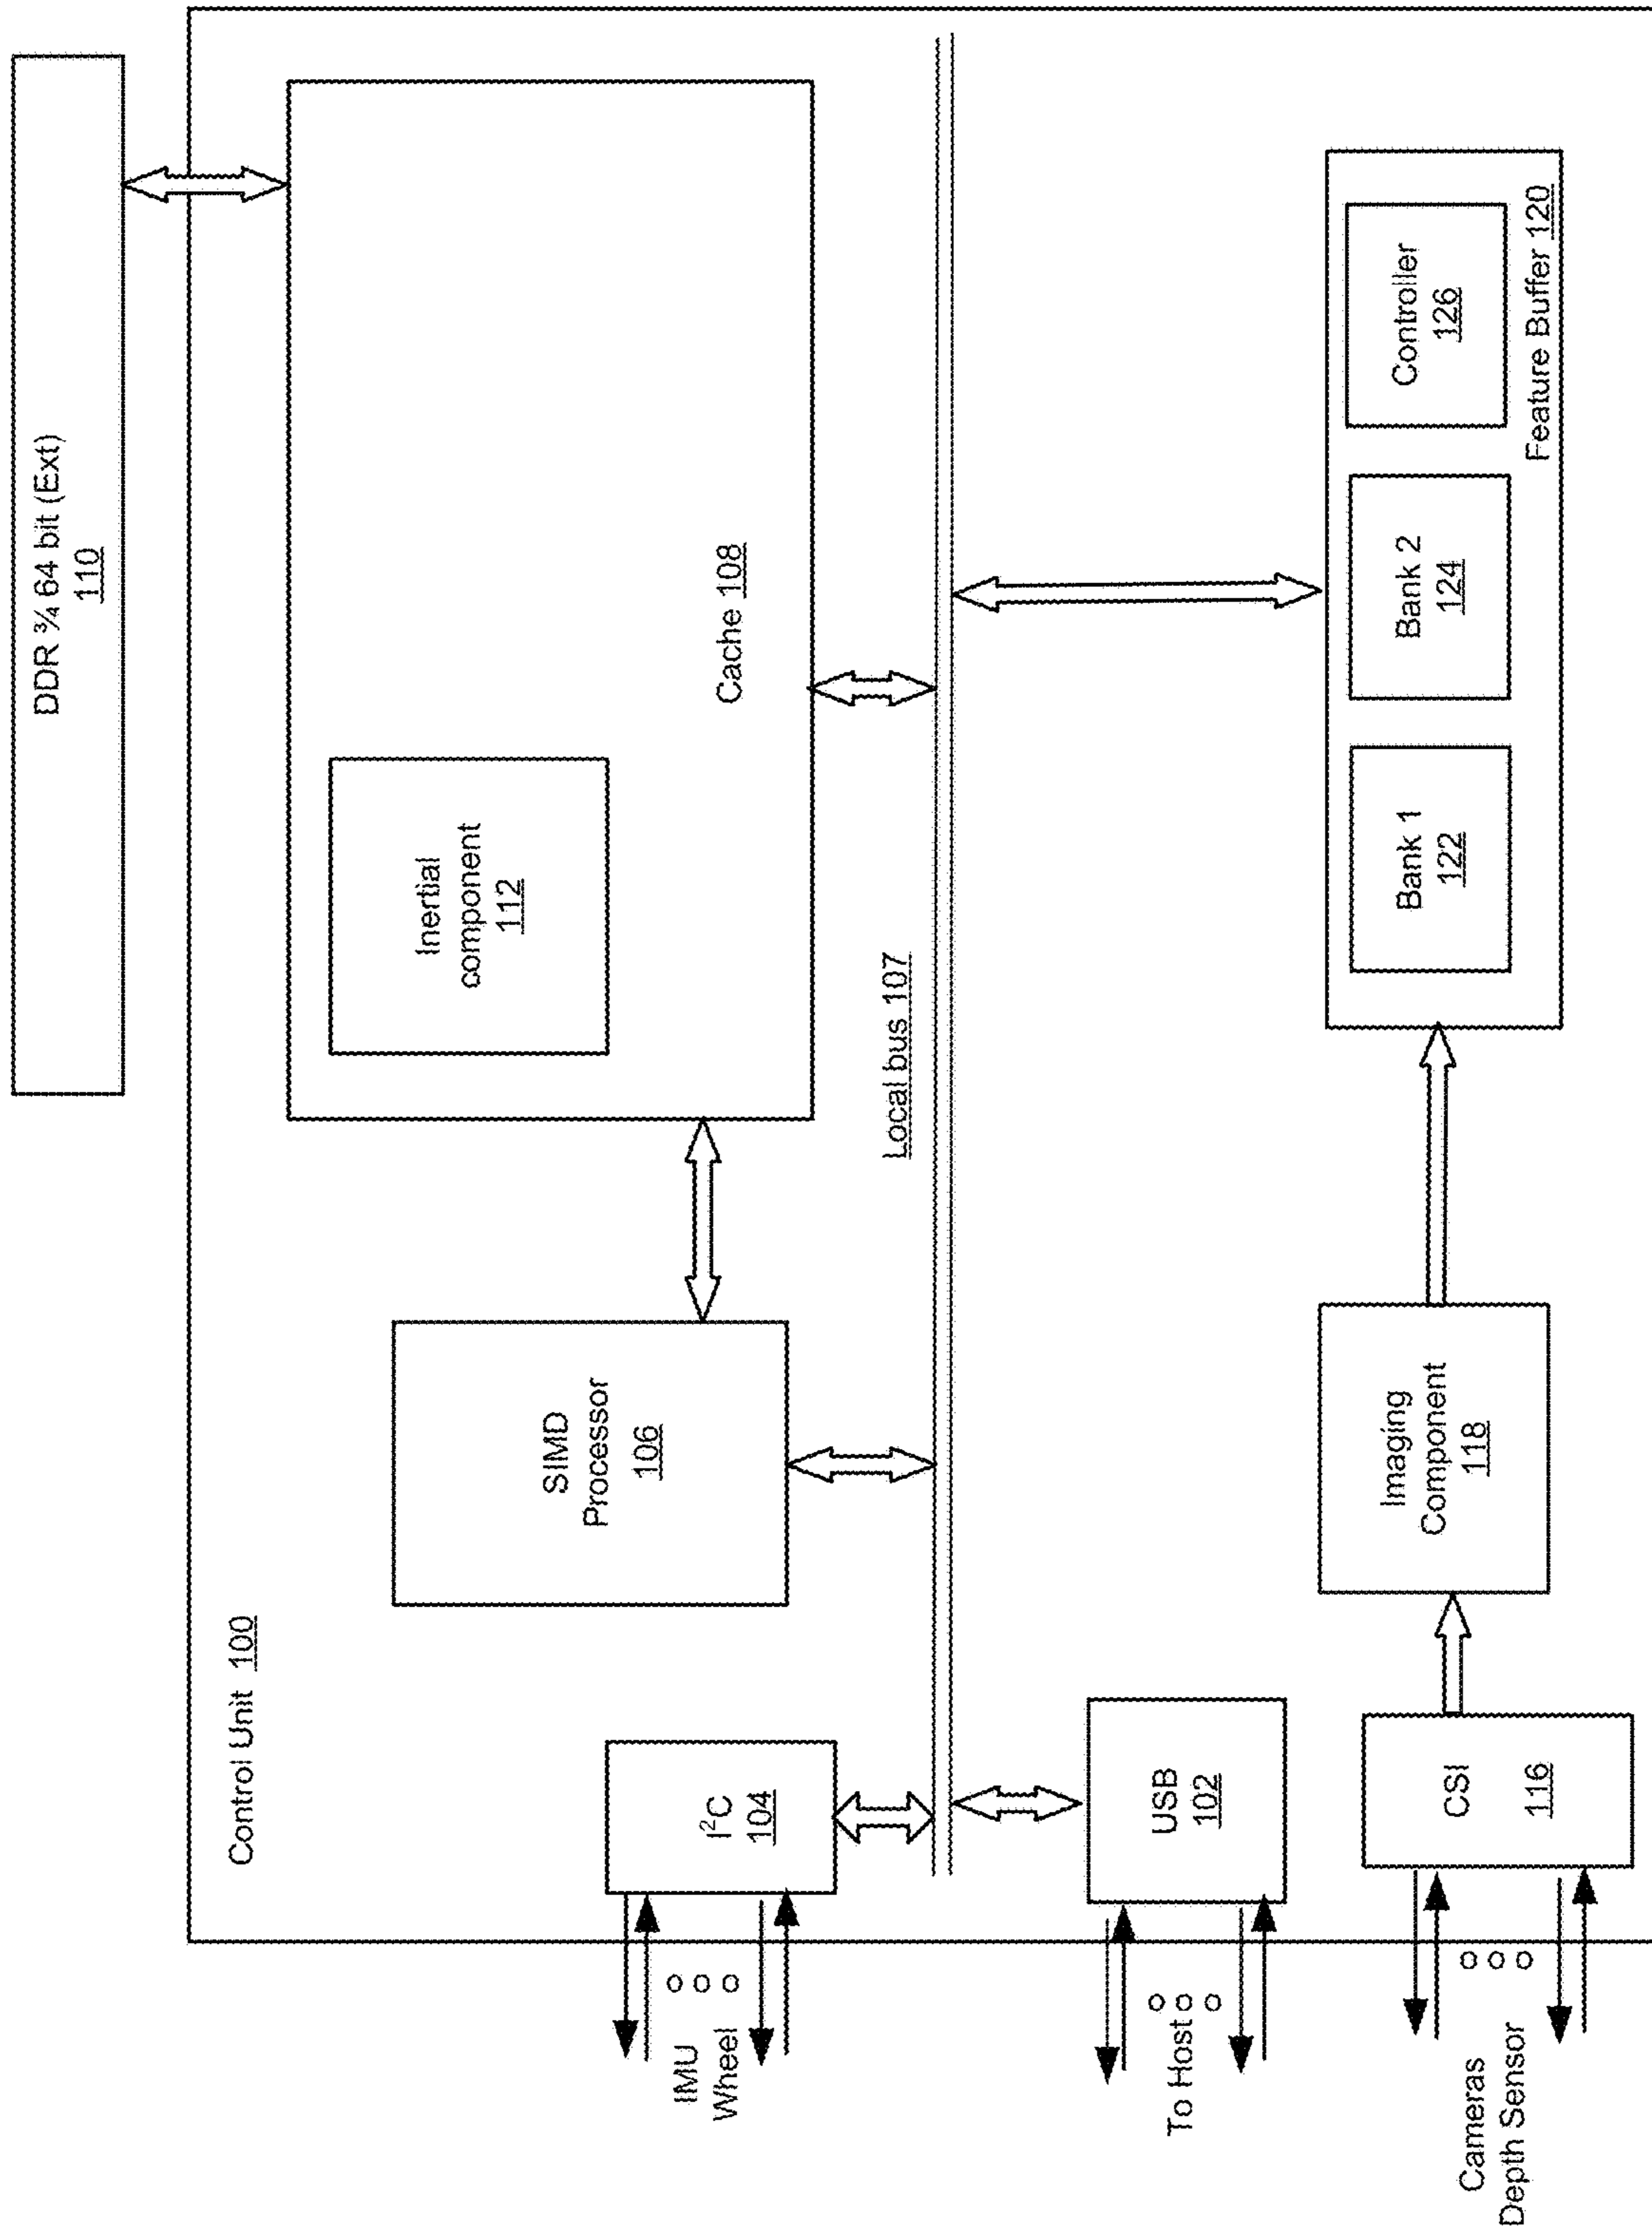 DDR ¾ 64 bit (Ext)
110
Control Unit 100
SIMD
Processor
106
Inertial
component
112
Cache 108
I²C
104
IMU
Wheel
Local bus 107
USB
102
To Host
CSI
116
Cameras
Depth Sensor
Imaging
Component
118
Bank 1
122
Bank 2
124
Controller
126
Feature Buffer 120